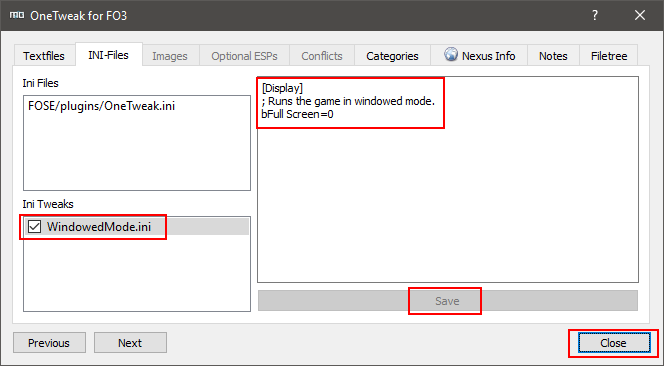 OneTweak for FO3
Textfiles INI-Files Images Optional ESPs Conflicts Categories Nexus Info Notes Filetree
Ini Files
FOSE/plugins/OneTweak.ini
Ini Tweaks
WindowedMode.ini
[Display]
; Runs the game in windowed mode.
bFull Screen=0
Save
Previous Next Close